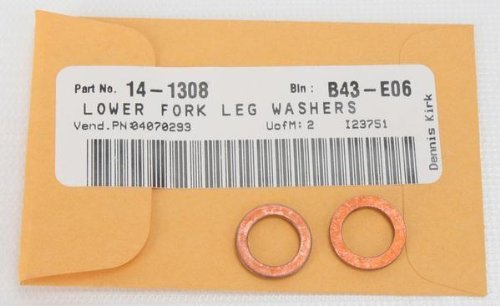 Part No. 14-1308 Bin: B43-E06
LOWER FORK LEG WASHERS
Vend.PN:04070293 UofM: 2 I23751
Dennis Kirk